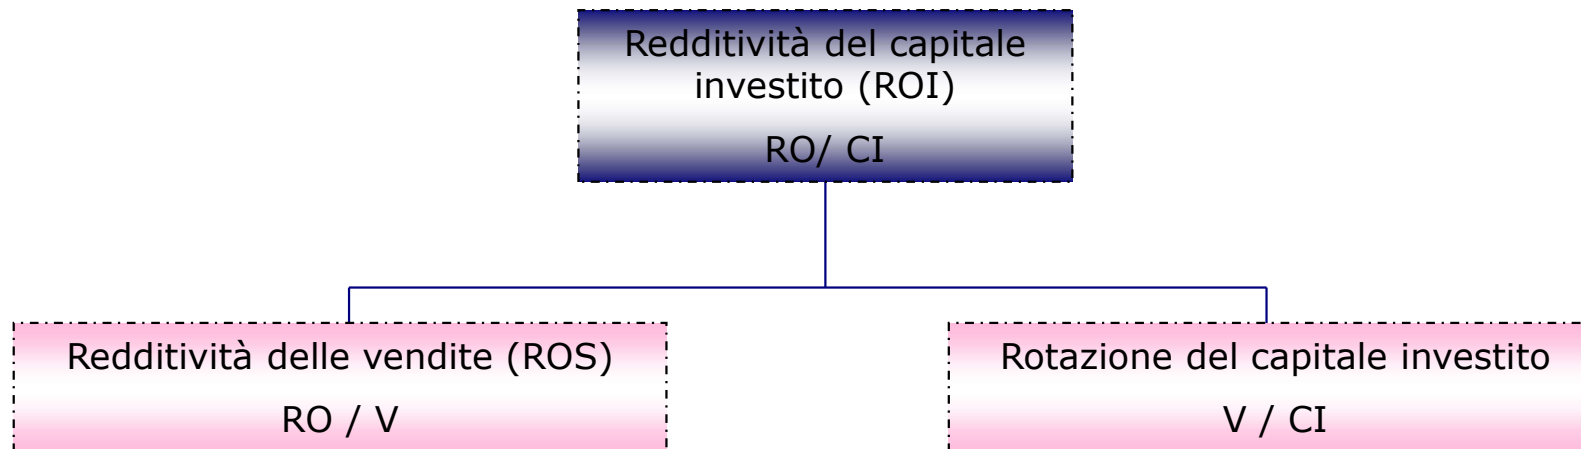 Redditività del capitale
investito (ROI)
RO/ CI
Redditività delle vendite (ROS)
RO / V
Rotazione del capitale investito
V / CI